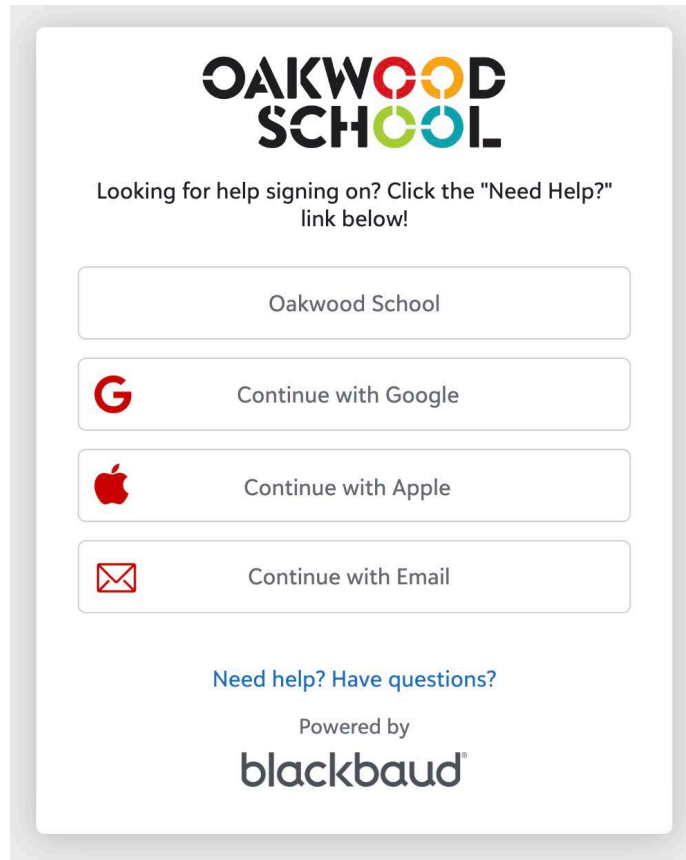 OAKWOOD
SCHOOL
Looking for help signing on? Click the "Need Help?"
link below!
Oakwood School
G
Continue with Google
Continue with Apple
Continue with Email
Need help? Have questions?
Powered by
blackbaud®